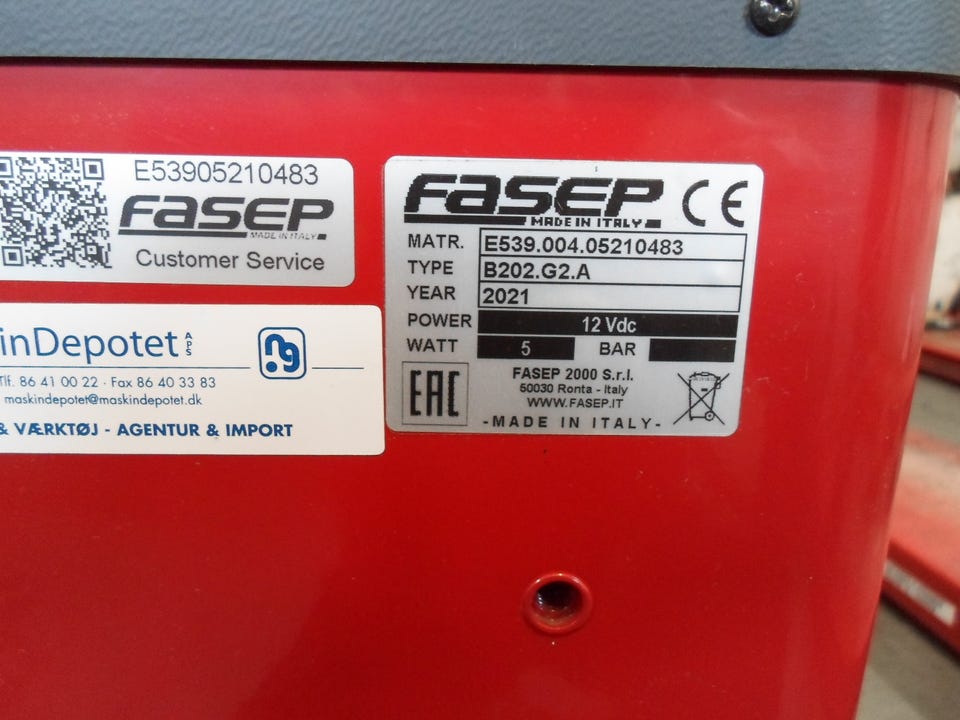 E53905210483
FASEP
MADE IN ITALY
Customer Service
inDepotet APS
Tlf. 86 41 00 22 · Fax 86 40 33 83
maskindepotet@maskindepotet.dk
& VÆRKTØJ - AGENTUR & IMPORT
FASEP CE
MADE IN ITALY
MATR. E539.004.05210483
TYPE B202.G2.A
YEAR 2021
POWER 12 Vdc
WATT 5 BAR
EAC
FASEP 2000 S.r.l.
50030 Ronta - Italy
WWW.FASEP.IT
-MADE IN ITALY-